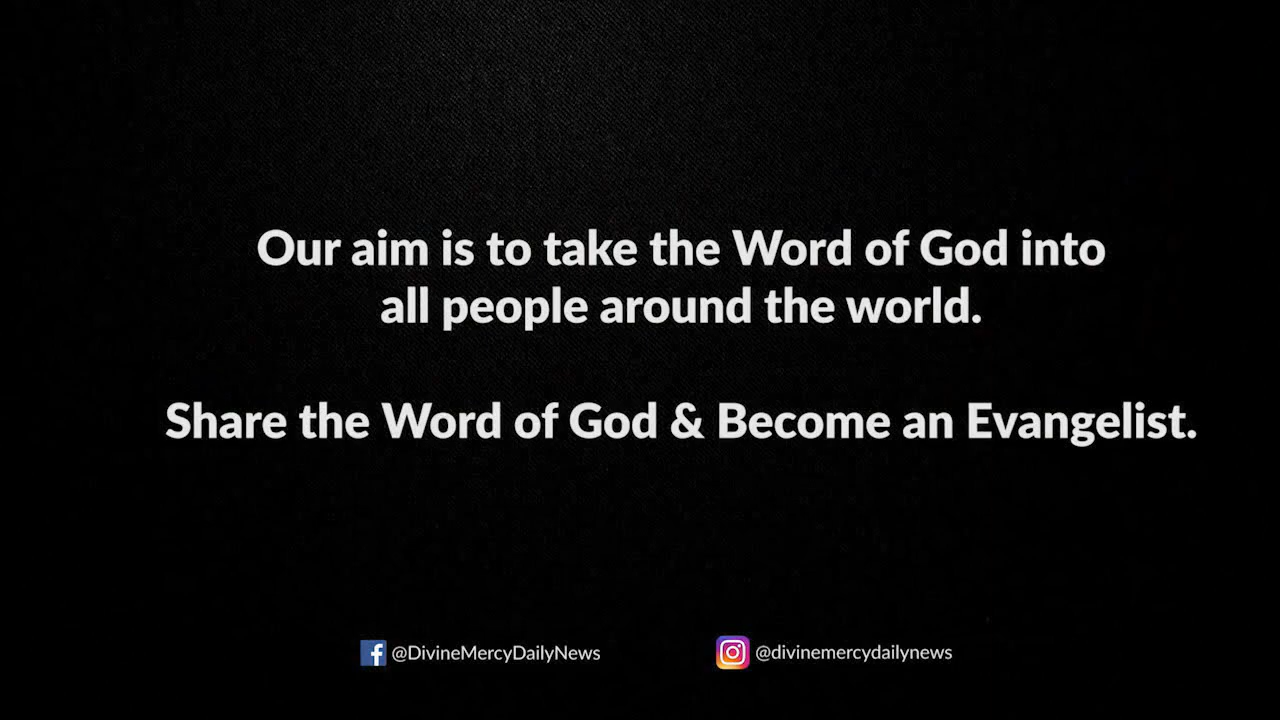 Our aim is to take the Word of God into
all people around the world.
Share the Word of God & Become an Evangelist.
@DivineMercyDailyNews
@divinemercydailynews